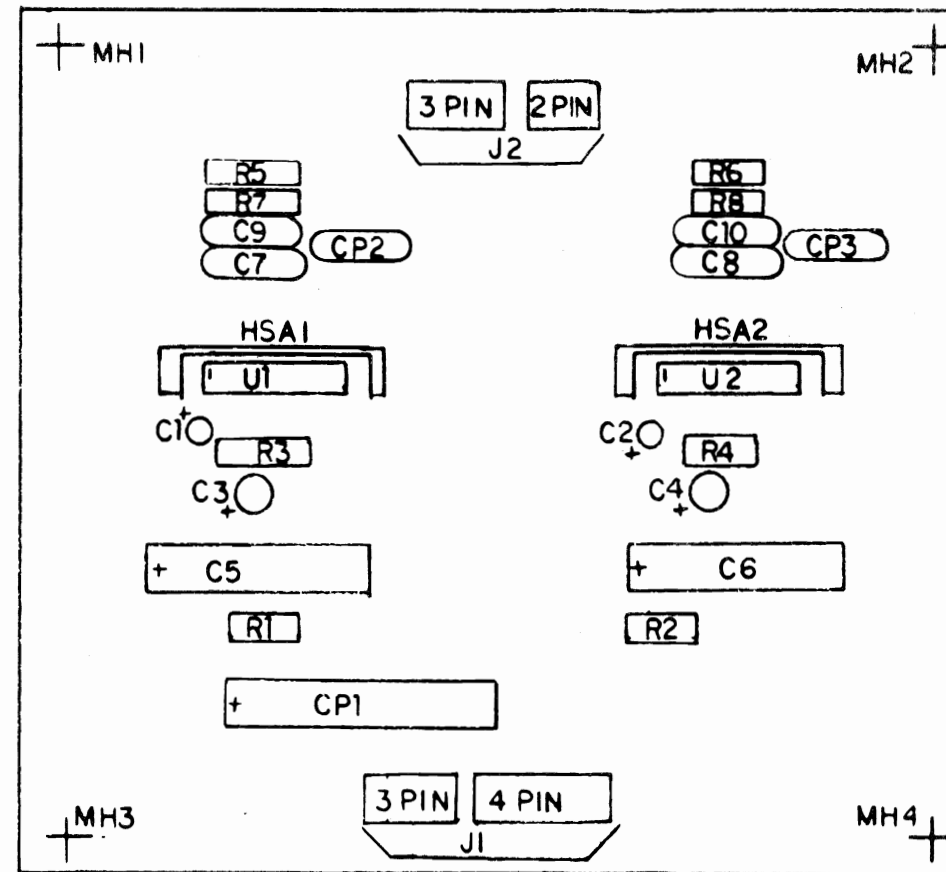 MH1
MH2
3 PIN 2 PIN
J2
R5
R6
R7
R8
C9
C10
CP2
CP3
C7
C8
HSA1
HSA2
U1
U2
C1
+
C2
+
R3
R4
C3
+
C4
+
+ C5
+ C6
R1
R2
+ CP1
3 PIN 4 PIN
J1
MH3
MH4